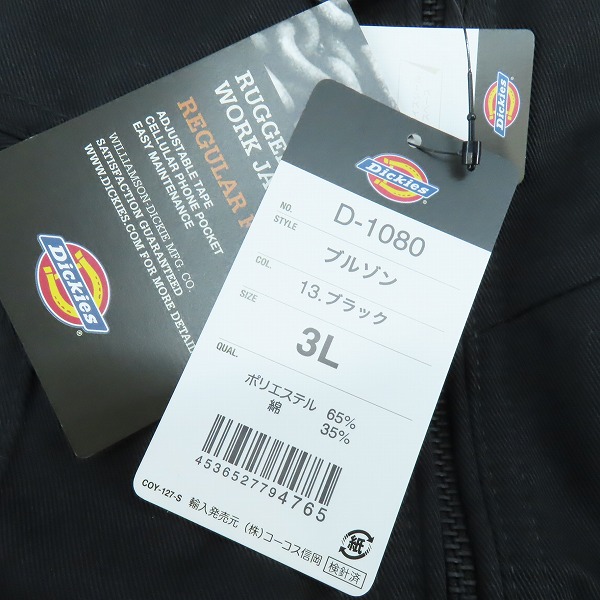 Dickies
RUGGE
WORK JA
REGULAR F
ADJUSTABLE TAPE
CELLULAR PHONE POCKET
EASY MAINTENANCE
WILLIAMSON-DICKIE MFG. CO.
SATISFACTION GUARANTEED
WWW.DICKIES.COM FOR MORE DETAIL
Dickies
Dickies
NO. D-1080
STYLE ブルゾン
COL. 13.ブラック
SIZE 3L
QUAL.
ポリエステル 65%
綿 35%
4536527794765
COY-127-S
輸入発売元 (株)コーコス信岡
紙
検針済